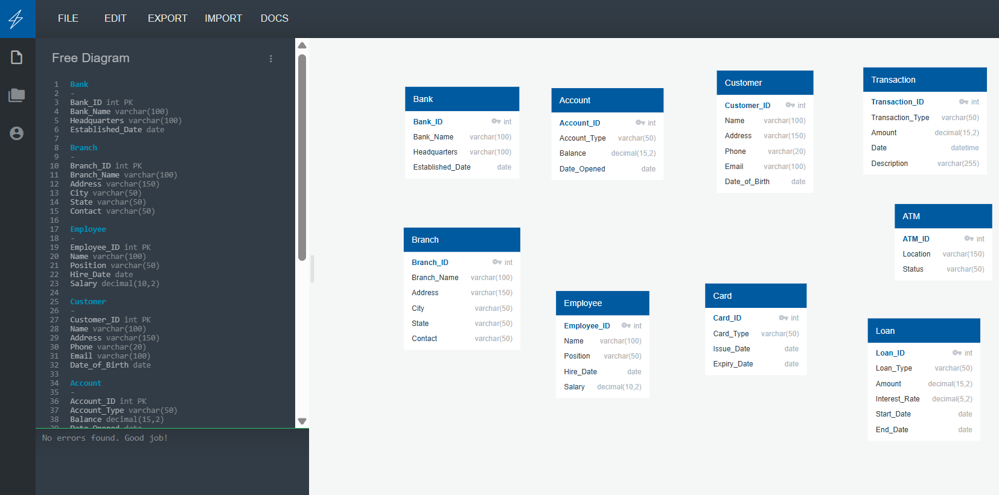 FILE EDIT EXPORT IMPORT DOCS
Free Diagram
1 Bank
2 -
3 Bank_ID int PK
4 Bank_Name varchar(100)
5 Headquarters varchar(100)
6 Established_Date date
7
8 Branch
9 -
10 Branch_ID int PK
11 Branch_Name varchar(100)
12 Address varchar(150)
13 City varchar(50)
14 State varchar(50)
15 Contact varchar(50)
16
17 Employee
18 -
19 Employee_ID int PK
20 Name varchar(100)
21 Position varchar(50)
22 Hire_Date date
23 Salary decimal(10,2)
24
25 Customer
26 -
27 Customer_ID int PK
28 Name varchar(100)
29 Address varchar(150)
30 Phone varchar(20)
31 Email varchar(100)
32 Date_of_Birth date
33
34 Account
35 -
36 Account_ID int PK
37 Account_Type varchar(50)
38 Balance decimal(15,2)
39 Date_Opened date
No errors found. Good job!
Bank
Bank_ID int
Bank_Name varchar(100)
Headquarters varchar(100)
Established_Date date
Account
Account_ID int
Account_Type varchar(50)
Balance decimal(15,2)
Date_Opened date
Customer
Customer_ID int
Name varchar(100)
Address varchar(150)
Phone varchar(20)
Email varchar(100)
Date_of_Birth date
Transaction
Transaction_ID int
Transaction_Type varchar(50)
Amount decimal(15,2)
Date datetime
Description varchar(255)
ATM
ATM_ID int
Location varchar(150)
Status varchar(50)
Branch
Branch_ID int
Branch_Name varchar(100)
Address varchar(150)
City varchar(50)
State varchar(50)
Contact varchar(50)
Employee
Employee_ID int
Name varchar(100)
Position varchar(50)
Hire_Date date
Salary decimal(10,2)
Card
Card_ID int
Card_Type varchar(50)
Issue_Date date
Expiry_Date date
Loan
Loan_ID int
Loan_Type varchar(50)
Amount decimal(15,2)
Interest_Rate decimal(5,2)
Start_Date date
End_Date date